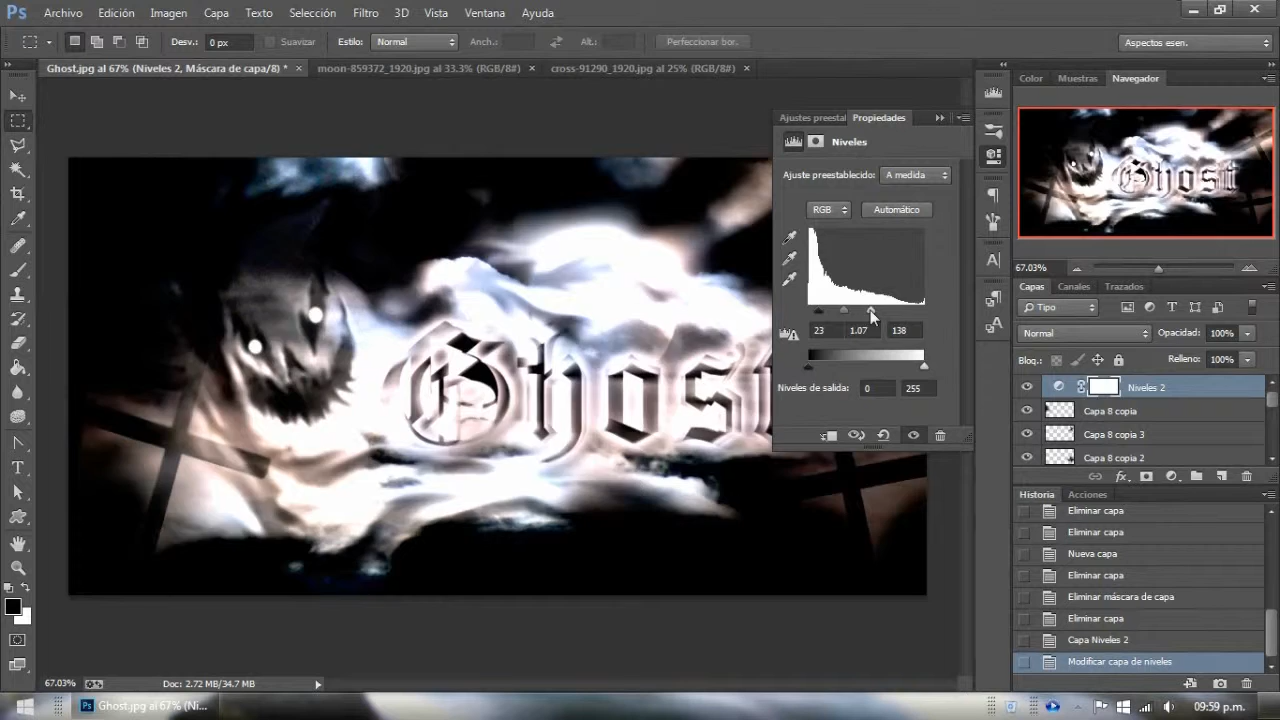 Ps Archivo Edición Imagen Capa Texto Selección Filtro 3D Vista Ventana Ayuda
Desv.: 0 px Suavizar Estilo: Normal Anch.: Alt.: Perfeccionar bor. Aspectos esen.
Ghost.jpg al 67% (Niveles 2, Máscara de capa/8) * × moon-859372_1920.jpg al 33.3% (RGB/8#) × cross-91290_1920.jpg al 25% (RGB/8#) ×
Color Muestras Navegador
Ajustes preestal Propiedades
Niveles
Ajuste preestablecido: A medida
RGB Automático
23 1.07 138
Niveles de salida: 0 255
Ghost
Ghost
67.03%
Capas Canales Trazados
Tipo
Normal Opacidad: 100%
Bloq.: Relleno: 100%
Niveles 2
Capa 8 copia
Capa 8 copia 3
Capa 8 copia 2
Historia Acciones
Eliminar capa
Eliminar capa
Nueva capa
Eliminar capa
Eliminar máscara de capa
Eliminar capa
Capa Niveles 2
Modificar capa de niveles
67.03% Doc: 2.72 MB/34.7 MB
Ps Ghost.jpg al 67% (Ni... 09:59 p.m.